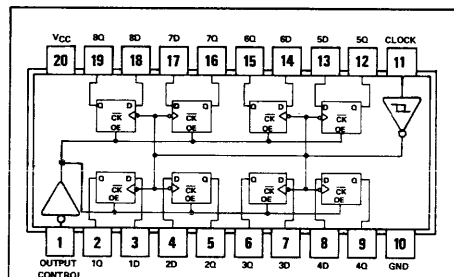 VCC 8Q 8D 7D 7Q 6Q 6D 5D 5Q CLOCK
20 19 18 17 16 15 14 13 12 11
Q D D Q Q D D Q
CK CK CK CK
OE OE OE OE
Q D D Q Q D D Q
CK CK CK CK
OE OE OE OE
1 2 3 4 5 6 7 8 9 10
OUTPUT CONTROL 1Q 1D 2D 2Q 3Q 3D 4D 4Q GND